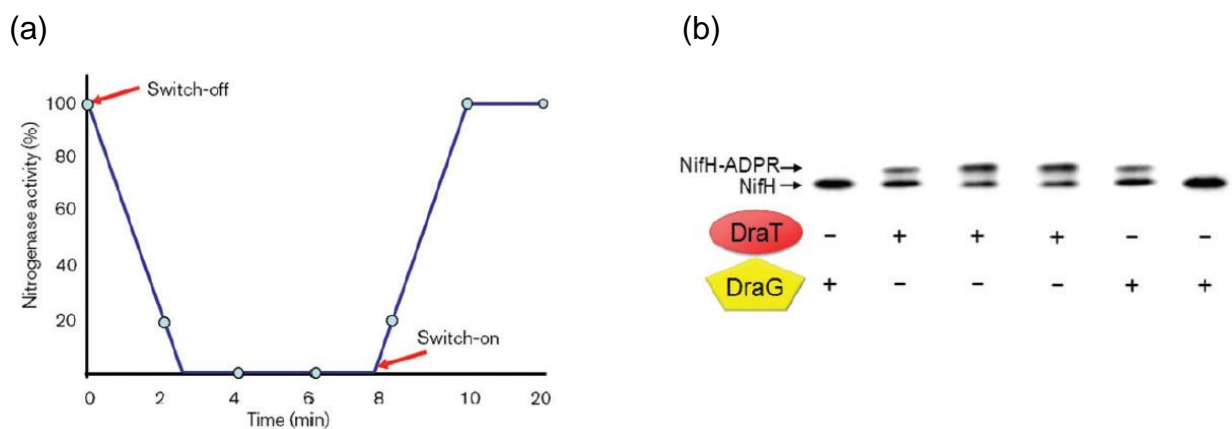 (a)
Switch-off
100
80
60
40
20
Nitrogenase activity (%)
Switch-on
0 2 4 6 8 10 20
Time (min)
(b)
NifH-ADPR
NifH
DraT - + + + - -
DraG + - - - + +